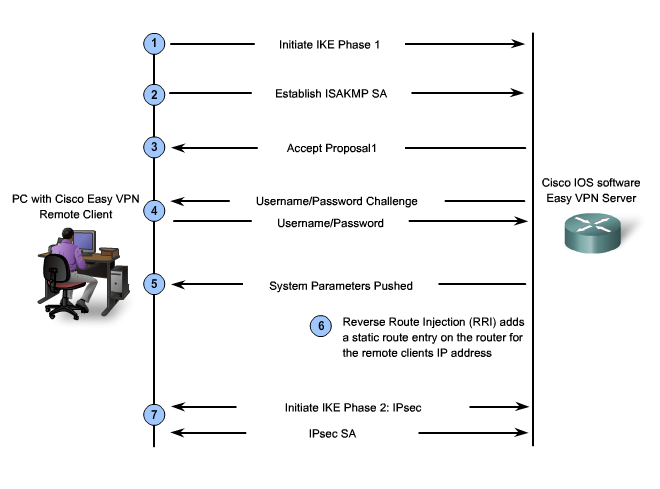 1
Initiate IKE Phase 1
2
Establish ISAKMP SA
3
Accept Proposal1
PC with Cisco Easy VPN
Remote Client
4
Username/Password Challenge
Username/Password
Cisco IOS software
Easy VPN Server
5
System Parameters Pushed
6
Reverse Route Injection (RRI) adds
a static route entry on the router for
the remote clients IP address
7
Initiate IKE Phase 2: IPsec
IPsec SA